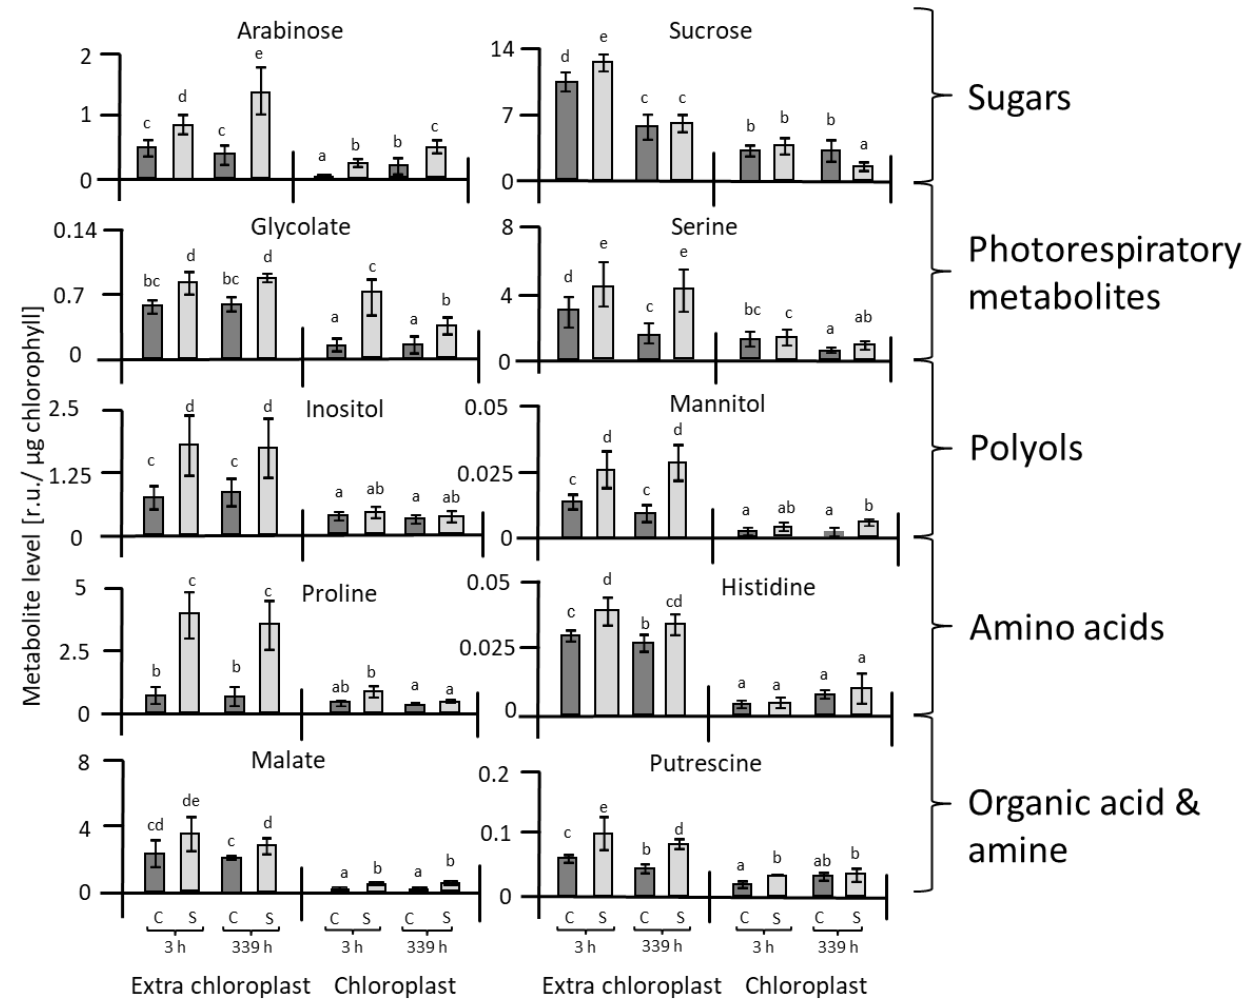 Arabinose
2
1
0
c
d
c
e
a
b
b
c
Sucrose
14
7
0
d
e
c
c
b
b
b
a
Sugars
Glycolate
0.14
0.7
0
bc
d
bc
d
a
c
a
b
Serine
8
4
0
d
e
c
e
bc
c
a
ab
Photorespiratory
metabolites
Metabolite level [r.u./ µg chlorophyll]
Inositol
2.5
1.25
0
c
d
c
d
a
ab
a
ab
Mannitol
0.05
0.025
0
c
d
c
d
a
ab
a
b
Polyols
Proline
5
2.5
0
b
c
b
c
ab
b
a
a
Histidine
0.05
0.025
0
c
d
b
cd
a
a
a
a
Amino acids
Malate
8
4
0
cd
de
c
d
a
b
a
b
Putrescine
0.2
0.1
0
c
e
b
d
a
b
ab
b
Organic acid &
amine
C S C S C S C S C S C S C S C S
3 h 339 h 3 h 339 h 3 h 339 h 3 h 339 h
Extra chloroplast Chloroplast Extra chloroplast Chloroplast